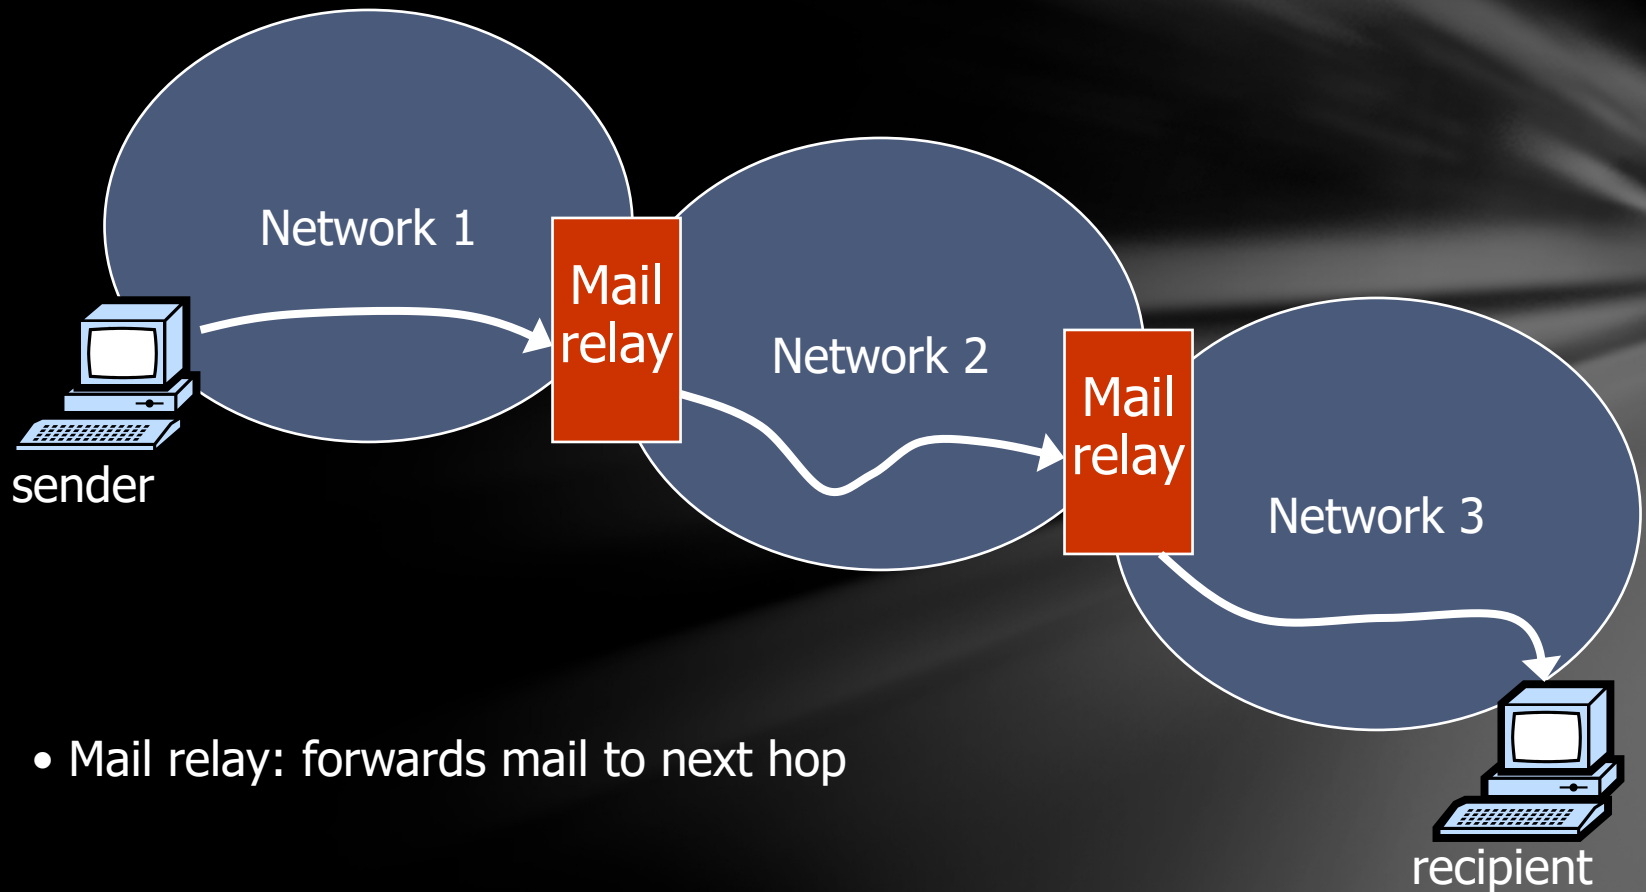 Network 1
Mail
relay
Network 2
Mail
relay
Network 3
sender
• Mail relay: forwards mail to next hop
recipient